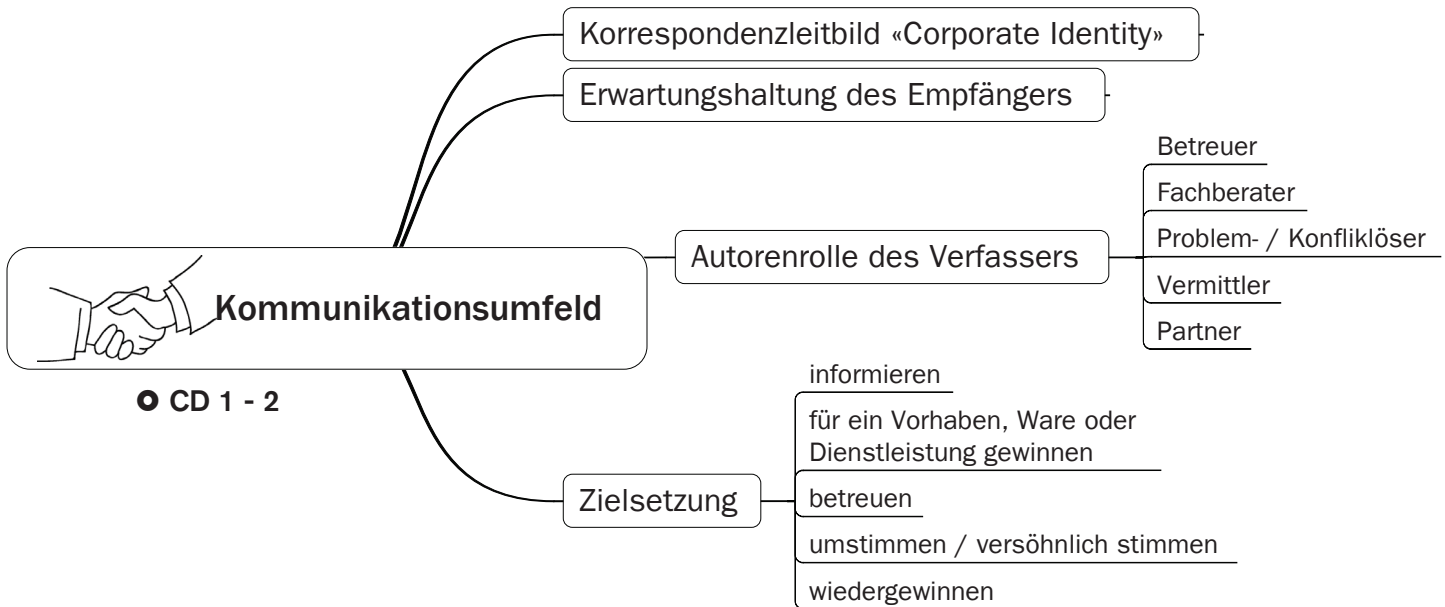 Korrespondenzleitbild «Corporate Identity»
Erwartungshaltung des Empfängers
Autorenrolle des Verfassers
Betreuer
Fachberater
Problem- / Konfliklöser
Vermittler
Partner
Kommunikationsumfeld
CD 1 - 2
Zielsetzung
informieren
für ein Vorhaben, Ware oder
Dienstleistung gewinnen
betreuen
umstimmen / versöhnlich stimmen
wiedergewinnen